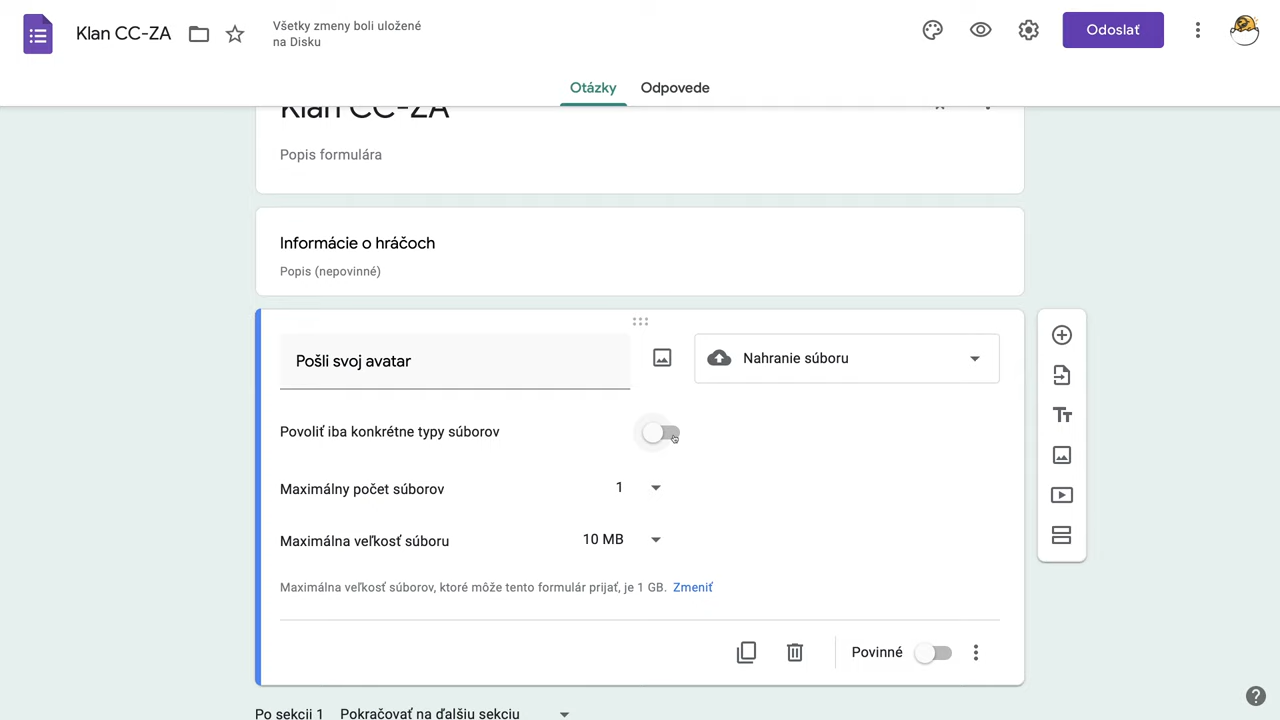 Klan CC-ZA
Všetky zmeny boli uložené
na Disku
Odoslať
Otázky
Odpovede
Klan CC-ZA
Popis formulára
Informácie o hráčoch
Popis (nepovinné)
Pošli svoj avatar
Nahranie súboru
Povoliť iba konkrétne typy súborov
Maximálny počet súborov
1
Maximálna veľkosť súboru
10 MB
Maximálna veľkosť súborov, ktoré môže tento formulár prijať, je 1 GB. Zmeniť
Povinné
Po sekcii 1 Pokračovať na ďalšiu sekciu